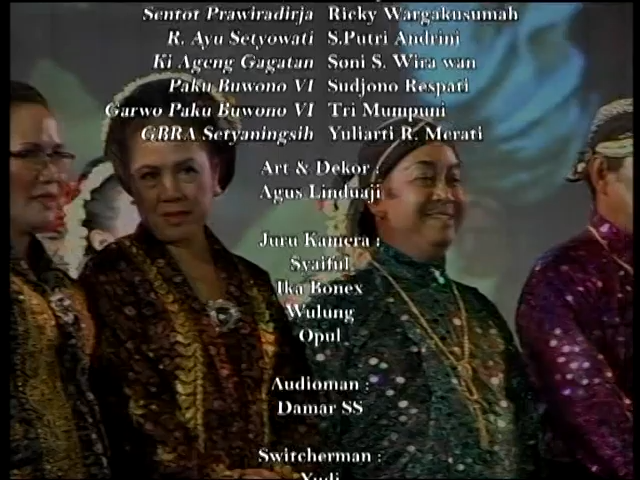 Sentot Prawiradirja Ricky Wargakusumah
R. Ayu Setyowati S.Putri Andrini
Ki Ageng Gagatan Soni S. Wira wan
Paku Buwono VI Sudjono Respati
Garwo Paku Buwono VI Tri Mumpuni
GBRA Setyaningsih Yuliarti R. Merati
Art & Dekor :
Agus Linduaji
Juru Kamera :
Syaiful
Ika Bonex
Wulung
Opul
Audioman :
Damar SS
Switcherman :
Yudi